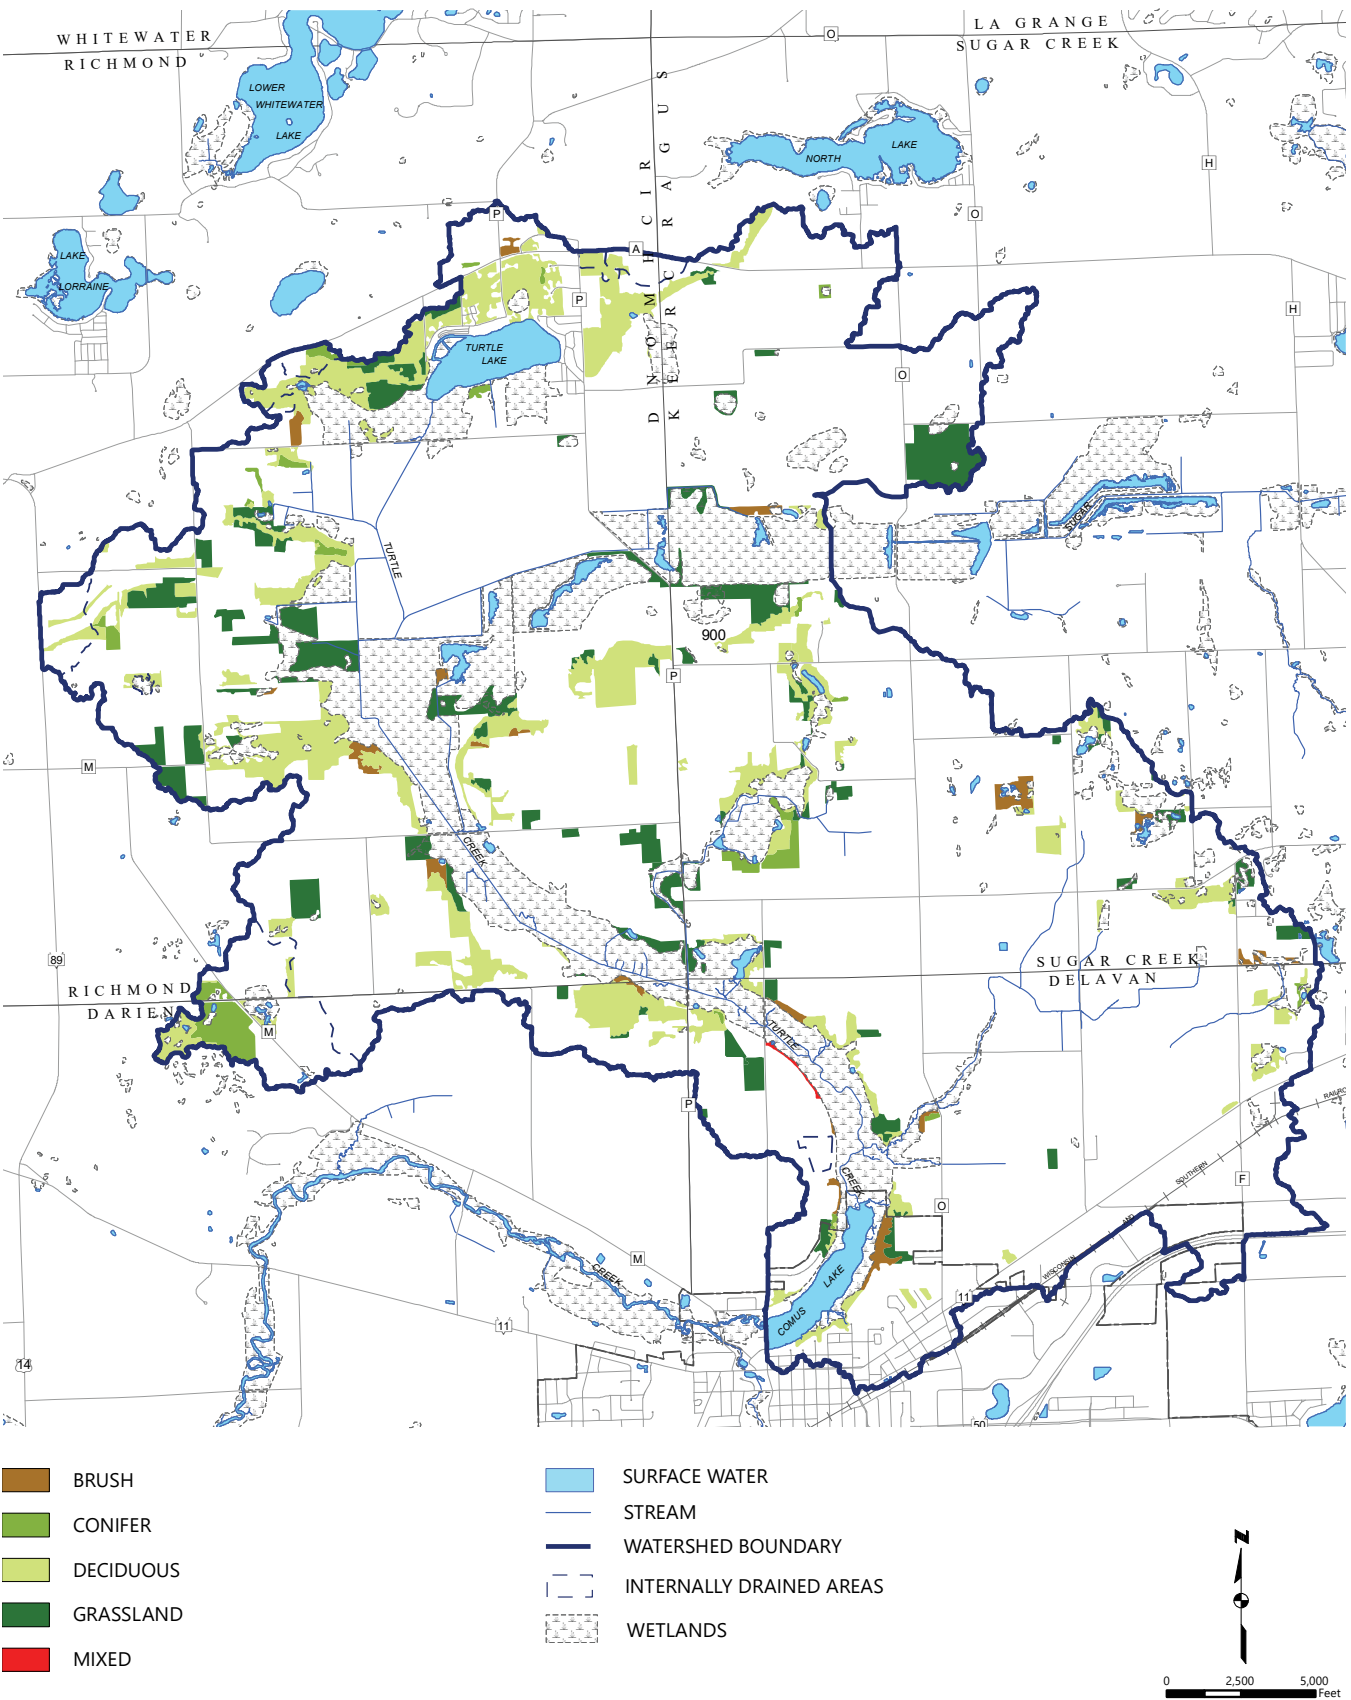 WHITEWATER
RICHMOND
LA GRANGE
SUGAR CREEK
O
LOWER
WHITEWATER
LAKE
NORTH
LAKE
H
P
O
A
LAKE
LORRAINE
P
H
RICHMOND
SUGAR CREEK
TURTLE
LAKE
O
SUGAR
TURTLE
900
P
M
CREEK
89
SUGAR CREEK
DELAVAN
RICHMOND
DARIEN
M
TURTLE
P
RAILRO
SOUTHERN
AND
WISCONSIN
F
CREEK
O
M
CREEK
LAKE
COMUS
11
11
14
50
BRUSH
CONIFER
DECIDUOUS
GRASSLAND
MIXED
SURFACE WATER
STREAM
WATERSHED BOUNDARY
INTERNALLY DRAINED AREAS
WETLANDS
N
0 2,500 5,000
Feet